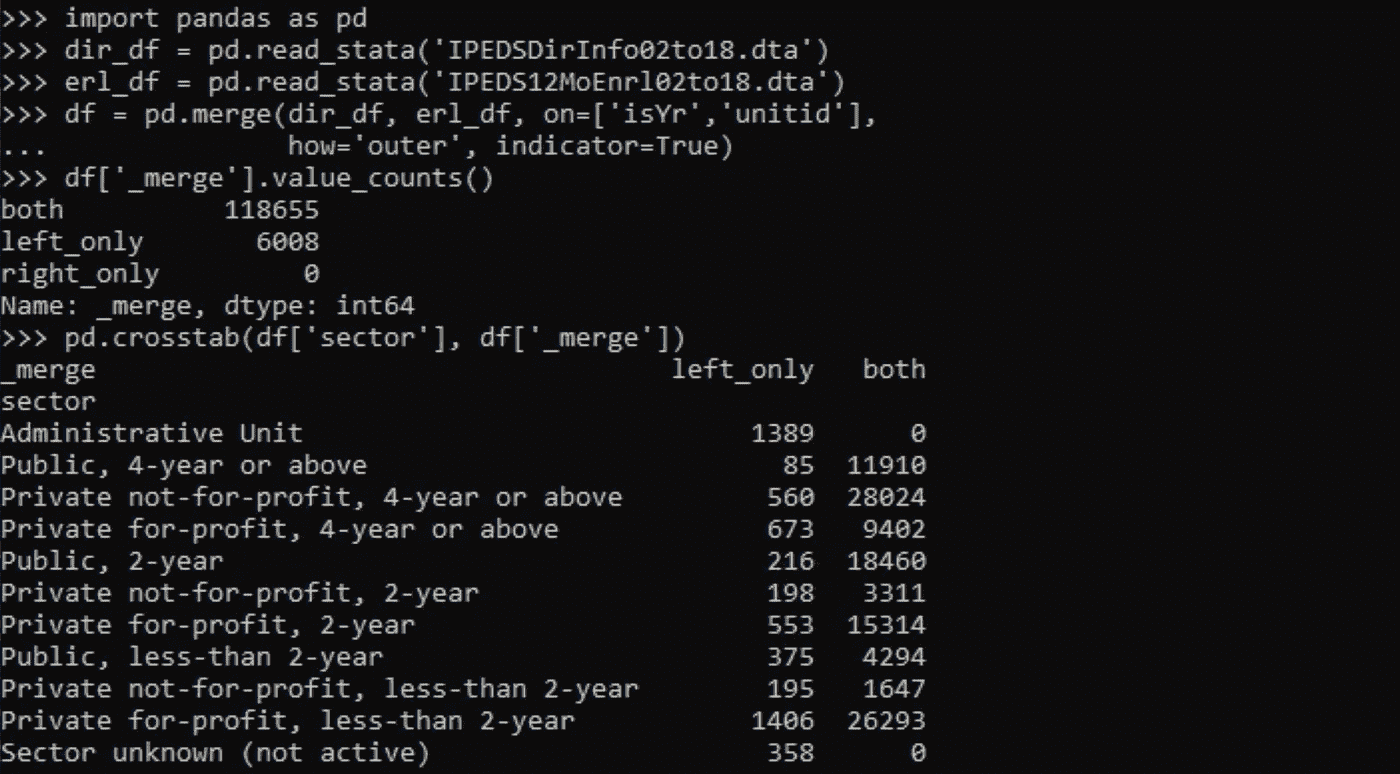 >>> import pandas as pd
>>> dir_df = pd.read_stata('IPEDSDirInfo02to18.dta')
>>> erl_df = pd.read_stata('IPEDS12MoEnrl02to18.dta')
>>> df = pd.merge(dir_df, erl_df, on=['isYr','unitid'],
...               how='outer', indicator=True)
>>> df['_merge'].value_counts()
both          118655
left_only       6008
right_only         0
Name: _merge, dtype: int64
>>> pd.crosstab(df['sector'], df['_merge'])
_merge                                    left_only   both
sector
Administrative Unit                            1389      0
Public, 4-year or above                          85  11910
Private not-for-profit, 4-year or above         560  28024
Private for-profit, 4-year or above             673   9402
Public, 2-year                                  216  18460
Private not-for-profit, 2-year                  198   3311
Private for-profit, 2-year                      553  15314
Public, less-than 2-year                        375   4294
Private not-for-profit, less-than 2-year        195   1647
Private for-profit, less-than 2-year           1406  26293
Sector unknown (not active)                     358      0